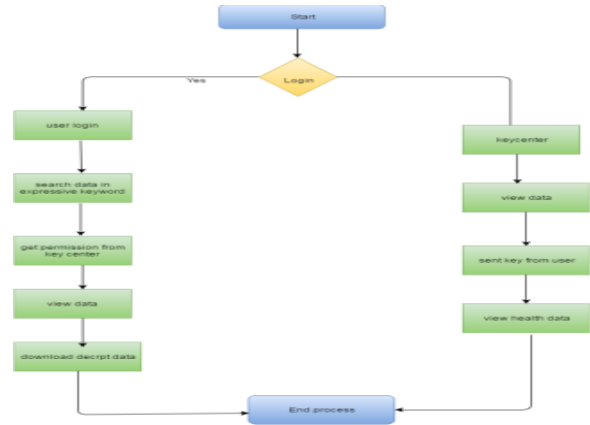 Start
Login
Yes
user login
search data in
expressive keyword
get permission from
key center
view data
download decrpt data
keycenter
view data
sent key from user
view health data
End process